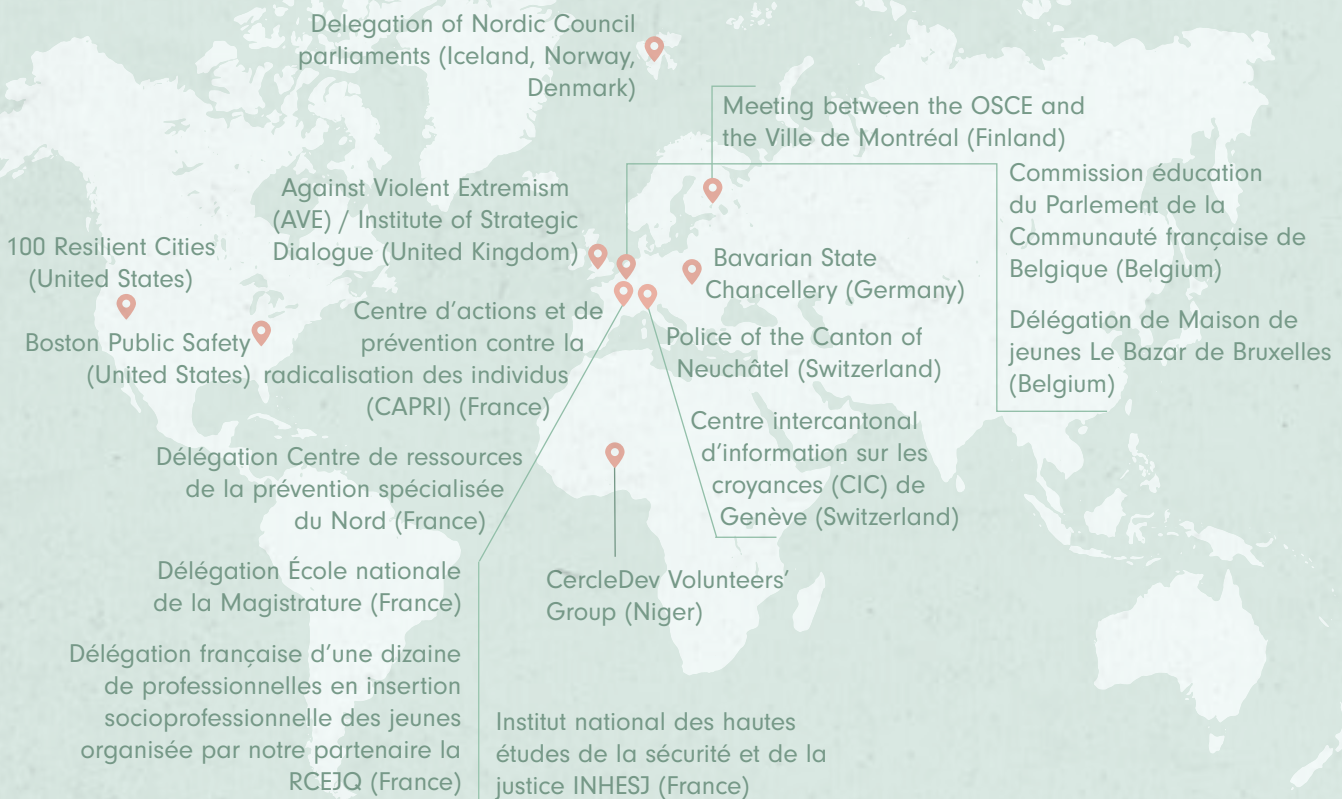 Delegation of Nordic Council
parliaments (Iceland, Norway,
Denmark)
Meeting between the OSCE and
the Ville de Montréal (Finland)
Commission éducation
du Parlement de la
Communauté française de
Belgique (Belgium)
Délégation de Maison de
jeunes Le Bazar de Bruxelles
(Belgium)
Against Violent Extremism
(AVE) / Institute of Strategic
Dialogue (United Kingdom)
100 Resilient Cities
(United States)
Boston Public Safety
(United States)
Bavarian State
Chancellery (Germany)
Centre d'actions et de
prévention contre la
radicalisation des individus
(CAPRI) (France)
Police of the Canton of
Neuchâtel (Switzerland)
Centre intercantonal
d'information sur les
croyances (CIC) de
Genève (Switzerland)
Délégation Centre de ressources
de la prévention spécialisée
du Nord (France)
Délégation École nationale
de la Magistrature (France)
CercleDev Volunteers'
Group (Niger)
Délégation française d'une dizaine
de professionnelles en insertion
socioprofessionnelle des jeunes
organisée par notre partenaire la
RCEJQ (France)
Institut national des hautes
études de la sécurité et de la
justice INHESJ (France)